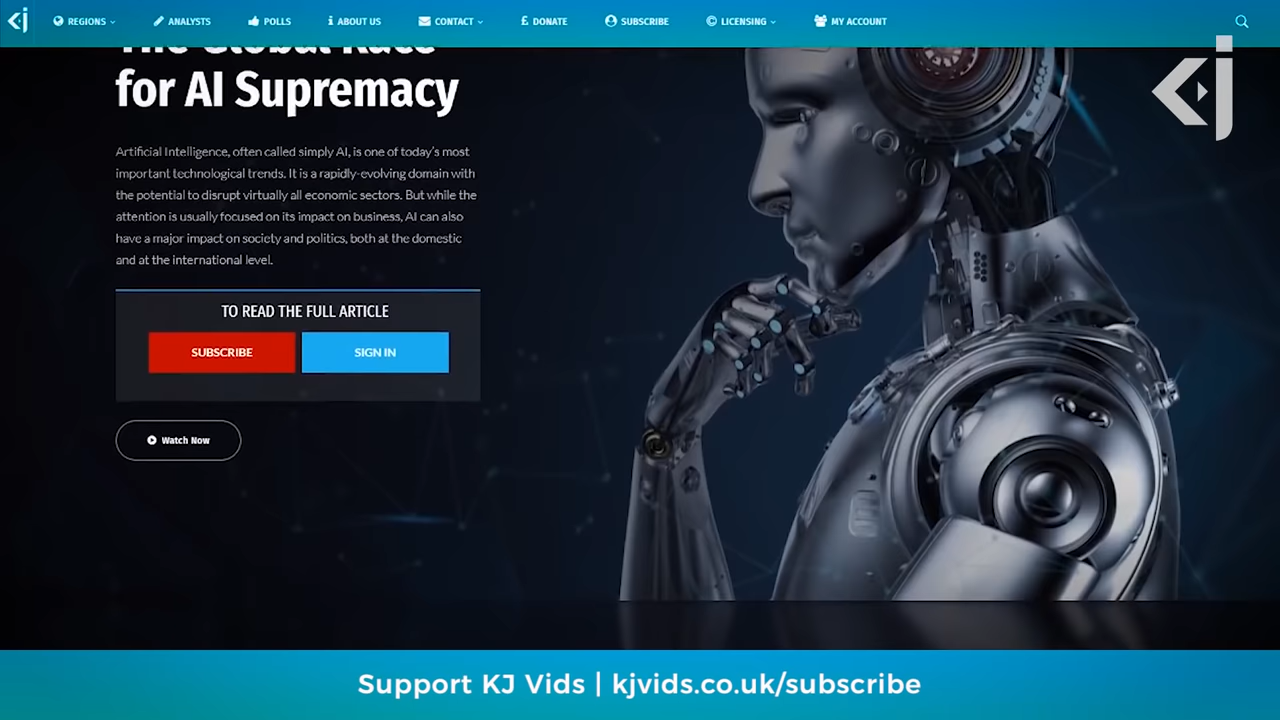 REGIONS
ANALYSTS
POLLS
ABOUT US
CONTACT
DONATE
SUBSCRIBE
LICENSING
MY ACCOUNT
The Global Race
for AI Supremacy
Artificial Intelligence, often called simply AI, is one of today's most
important technological trends. It is a rapidly-evolving domain with
the potential to disrupt virtually all economic sectors. But while the
attention is usually focused on its impact on business, AI can also
have a major impact on society and politics, both at the domestic
and at the international level.
TO READ THE FULL ARTICLE
SUBSCRIBE
SIGN IN
Watch Now
Support KJ Vids | kjvids.co.uk/subscribe